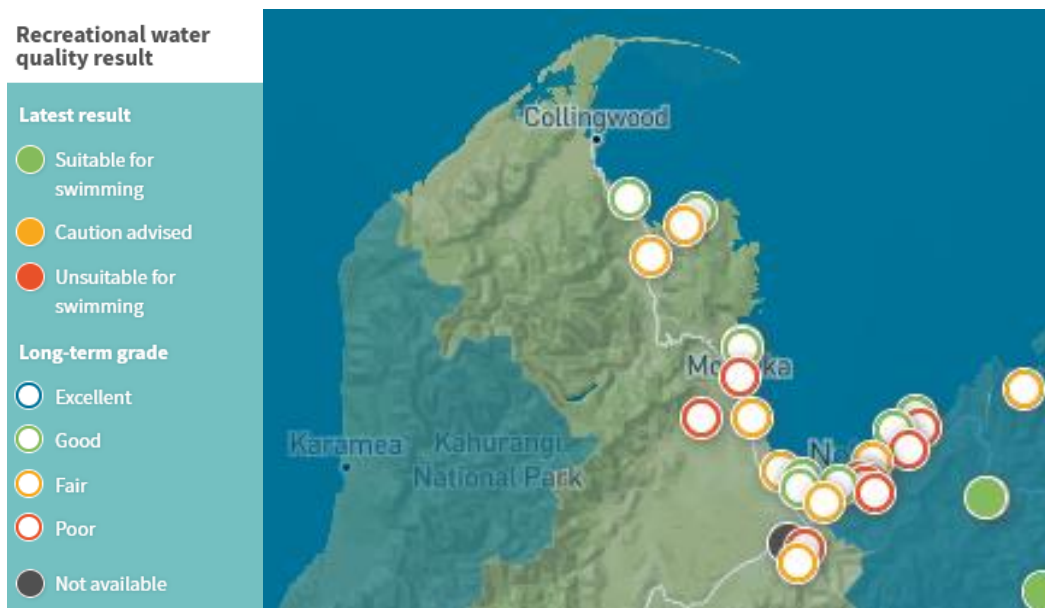 Recreational water
quality result
Latest result
Suitable for
swimming
Caution advised
Unsuitable for
swimming
Long-term grade
Excellent
Good
Fair
Poor
Not available
Collingwood
Karamea
Kahurangi
National Park